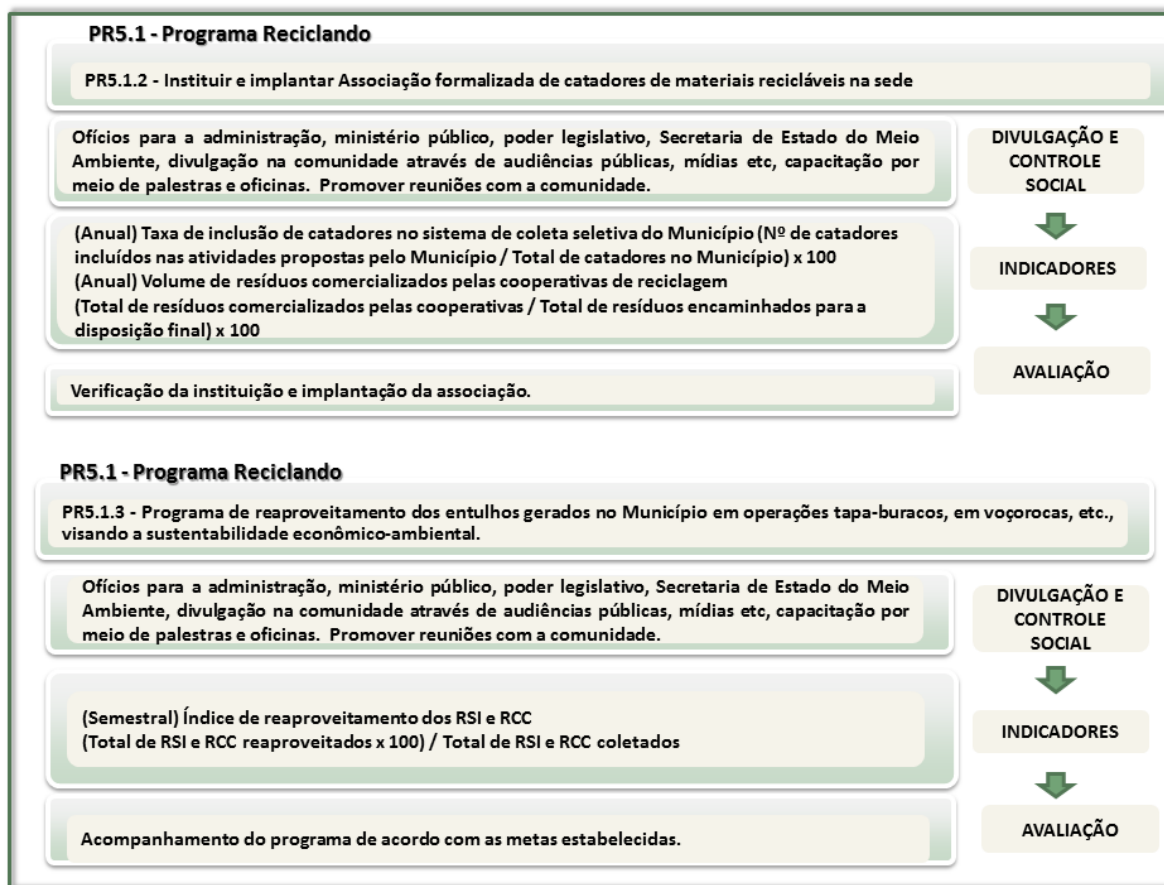 PR5.1 - Programa Reciclando
PR5.1.2 - Instituir e implantar Associação formalizada de catadores de materiais recicláveis na sede
Ofícios para a administração, ministério público, poder legislativo, Secretaria de Estado do Meio
Ambiente, divulgação na comunidade através de audiências públicas, mídias etc, capacitação por
meio de palestras e oficinas. Promover reuniões com a comunidade.
DIVULGAÇÃO E
CONTROLE
SOCIAL
(Anual) Taxa de inclusão de catadores no sistema de coleta seletiva do Município (Nº de catadores
incluídos nas atividades propostas pelo Município / Total de catadores no Município) x 100
(Anual) Volume de resíduos comercializados pelas cooperativas de reciclagem
(Total de resíduos comercializados pelas cooperativas / Total de resíduos encaminhados para a
disposição final) x 100
INDICADORES
Verificação da instituição e implantação da associação.
AVALIAÇÃO
PR5.1 - Programa Reciclando
PR5.1.3 - Programa de reaproveitamento dos entulhos gerados no Município em operações tapa-buracos, em voçorocas, etc.,
visando a sustentabilidade econômico-ambiental.
Ofícios para a administração, ministério público, poder legislativo, Secretaria de Estado do Meio
Ambiente, divulgação na comunidade através de audiências públicas, mídias etc, capacitação por
meio de palestras e oficinas. Promover reuniões com a comunidade.
DIVULGAÇÃO E
CONTROLE
SOCIAL
(Semestral) Índice de reaproveitamento dos RSI e RCC
(Total de RSI e RCC reaproveitados x 100) / Total de RSI e RCC coletados
INDICADORES
Acompanhamento do programa de acordo com as metas estabelecidas.
AVALIAÇÃO